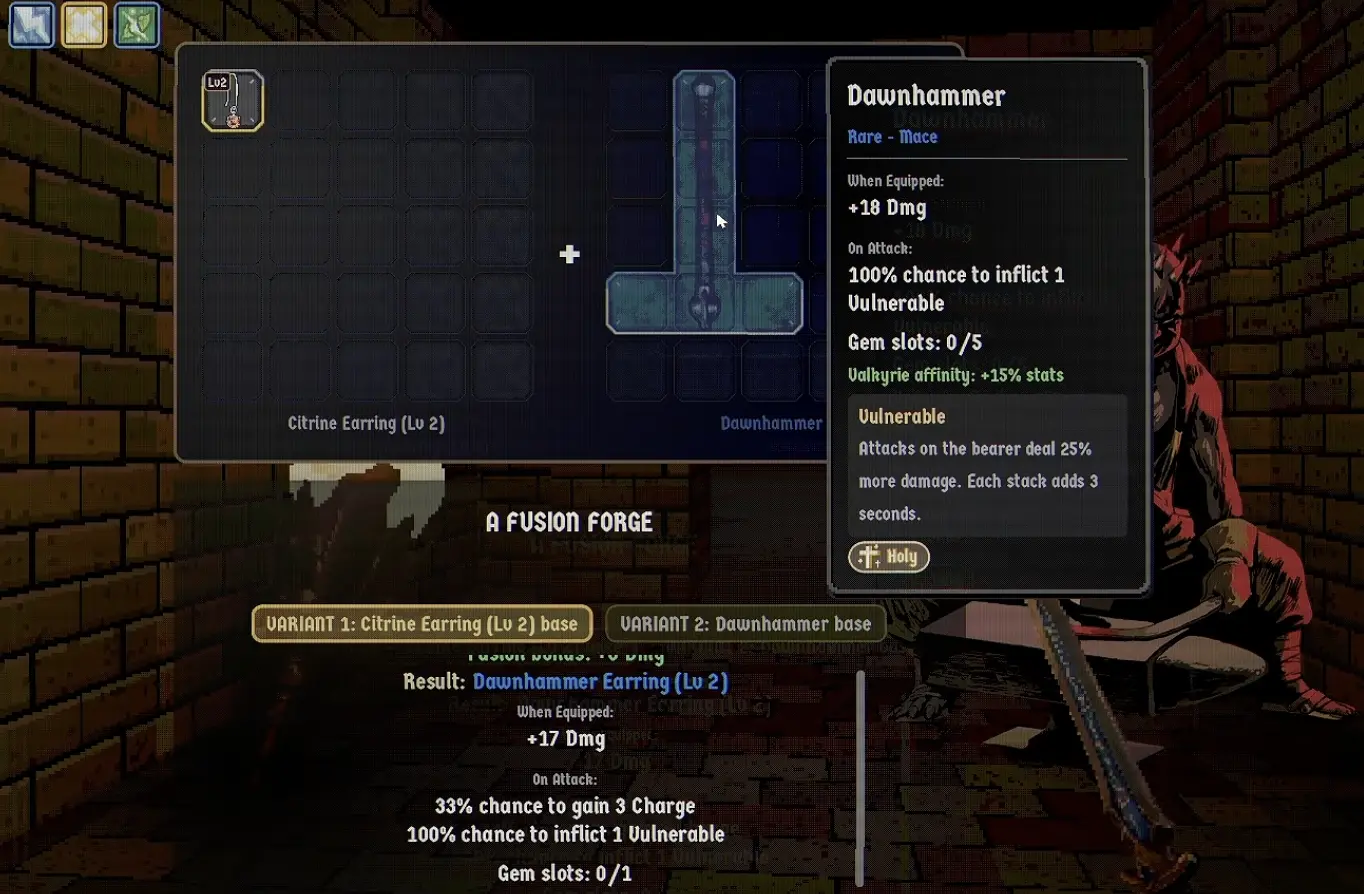 Lv2
Citrine Earring (Lv 2)
Dawnhammer
Dawnhammer
Rare - Mace
When Equipped:
+18 Dmg
On Attack:
100% chance to inflict 1
Vulnerable
Gem slots: 0/5
Valkyrie affinity: +15% stats
Vulnerable
Attacks on the bearer deal 25%
more damage. Each stack adds 3
seconds.
Holy
A FUSION FORGE
VARIANT 1: Citrine Earring (Lv 2) base
VARIANT 2: Dawnhammer base
Result: Dawnhammer Earring (Lv 2)
When Equipped:
+17 Dmg
On Attack:
33% chance to gain 3 Charge
100% chance to inflict 1 Vulnerable
Gem slots: 0/1